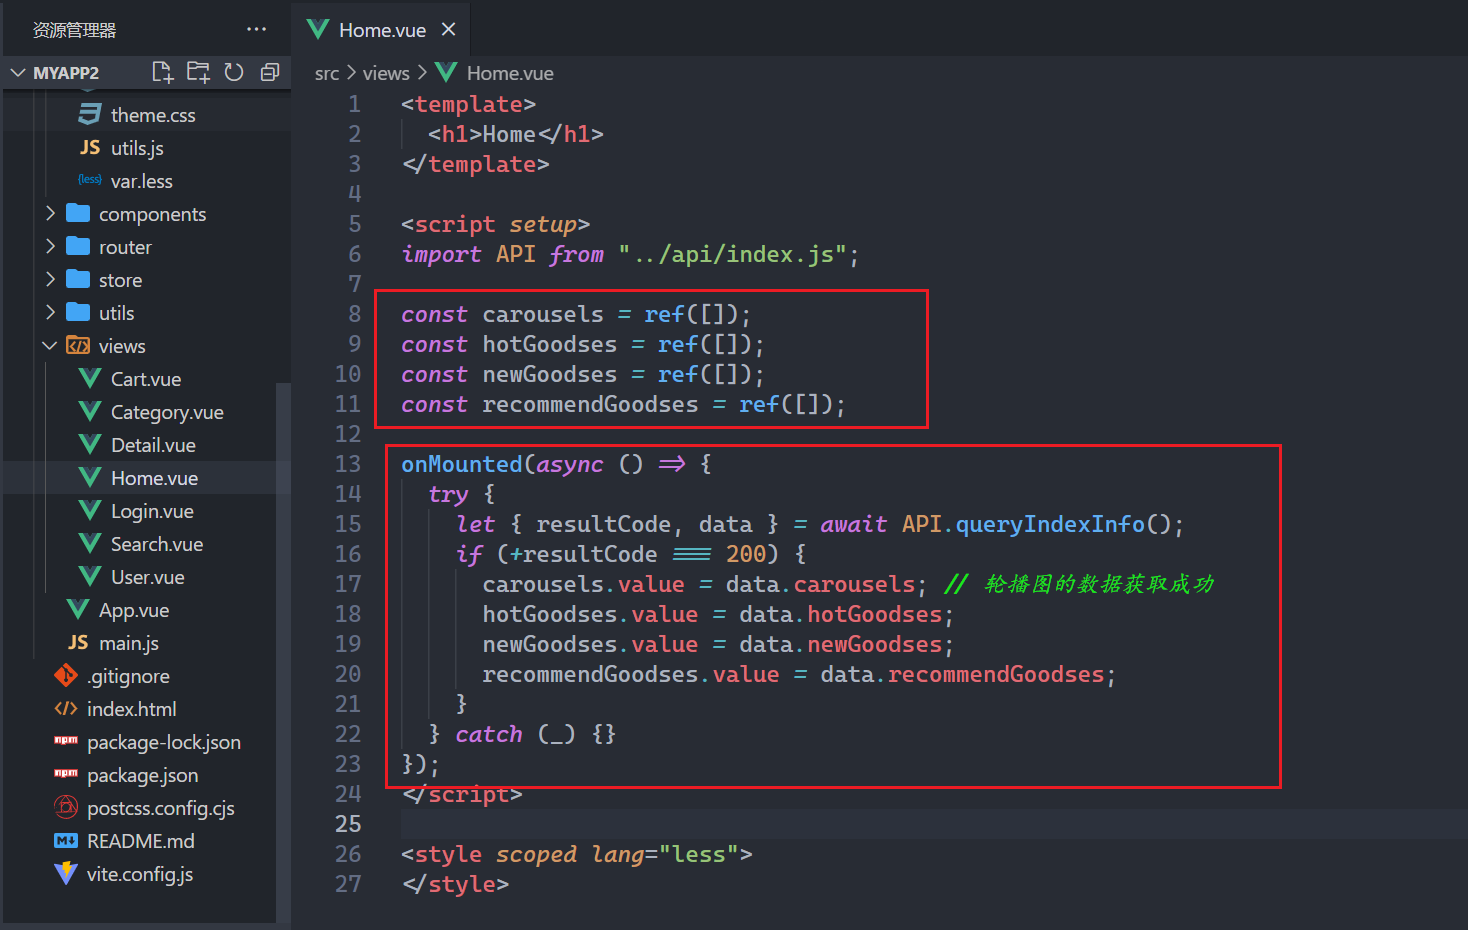 资源管理器
Home.vue
MYAPP2
src > views > Home.vue
theme.css
JS utils.js
{less} var.less
components
router
store
utils
views
Cart.vue
Category.vue
Detail.vue
Home.vue
Login.vue
Search.vue
User.vue
App.vue
JS main.js
.gitignore
index.html
package-lock.json
package.json
postcss.config.cjs
README.md
vite.config.js
1 <template>
2 <h1>Home</h1>
3 </template>
4
5 <script setup>
6 import API from "../api/index.js";
7
8 const carousels = ref([]);
9 const hotGoodses = ref([]);
10 const newGoodses = ref([]);
11 const recommendGoodses = ref([]);
12
13 onMounted(async () => {
14 try {
15 let { resultCode, data } = await API.queryIndexInfo();
16 if (+resultCode === 200) {
17 carousels.value = data.carousels; // 轮播图的数据获取成功
18 hotGoodses.value = data.hotGoodses;
19 newGoodses.value = data.newGoodses;
20 recommendGoodses.value = data.recommendGoodses;
21 }
22 } catch (_) {}
23 });
24 </script>
25
26 <style scoped lang="less">
27 </style>